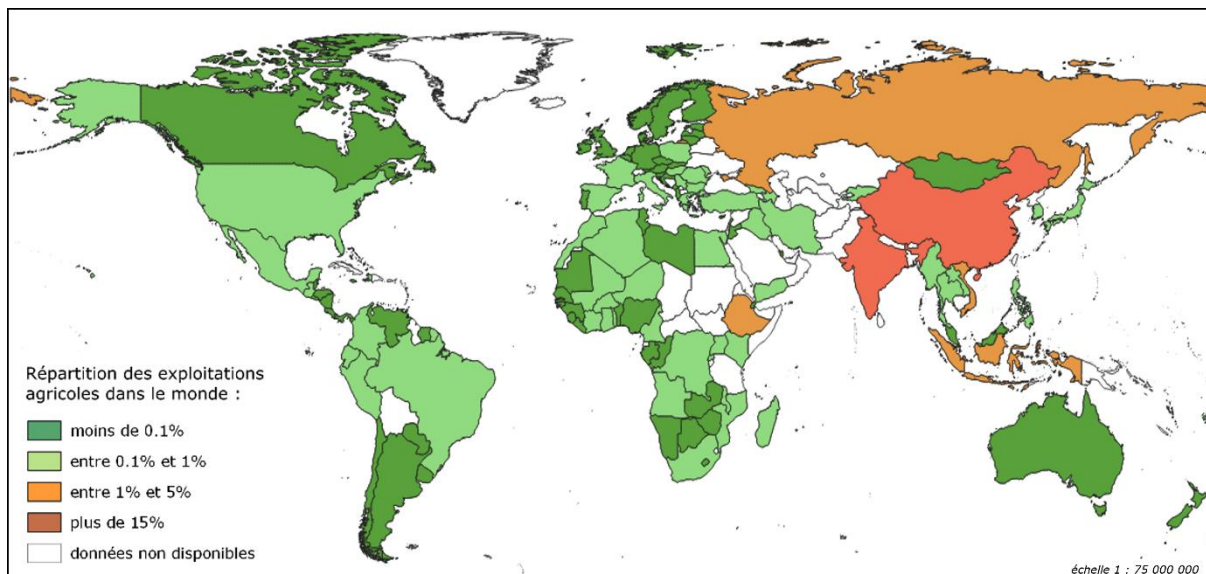 Répartition des exploitations
agricoles dans le monde :
moins de 0.1%
entre 0.1% et 1%
entre 1% et 5%
plus de 15%
données non disponibles
échelle 1 : 75 000 000